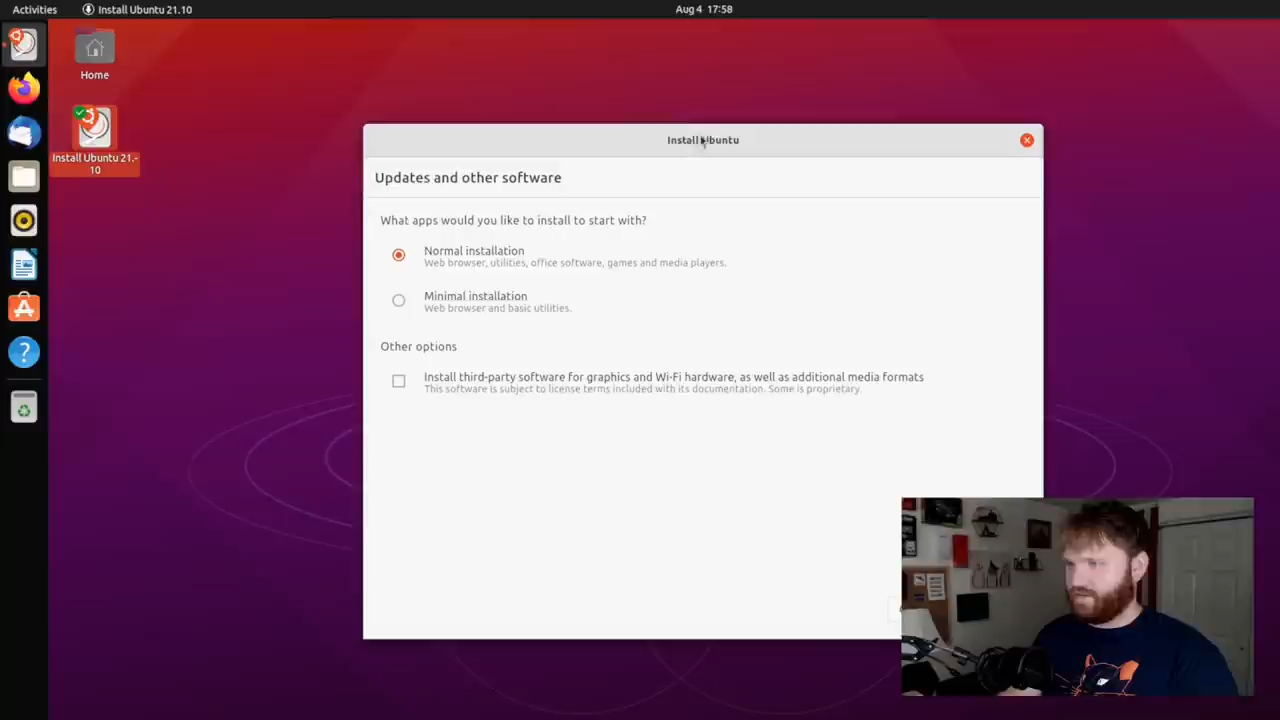 Activities
Install Ubuntu 21.10
Aug 4 17:58
Home
Install Ubuntu 21.-
10
Install Ubuntu
Updates and other software
What apps would you like to install to start with?
Normal installation
Web browser, utilities, office software, games and media players.
Minimal installation
Web browser and basic utilities.
Other options
Install third-party software for graphics and Wi-Fi hardware, as well as additional media formats
This software is subject to license terms included with its documentation. Some is proprietary.